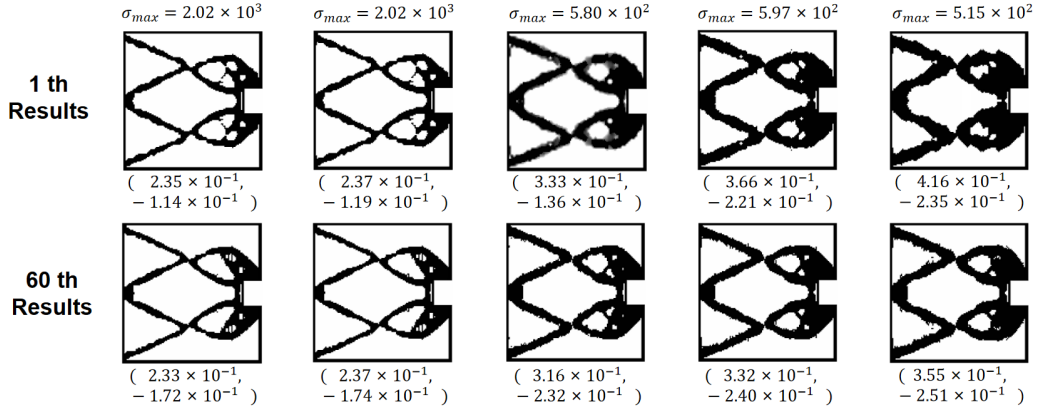 σ_max = 2.02 × 10³ σ_max = 2.02 × 10³ σ_max = 5.80 × 10² σ_max = 5.97 × 10² σ_max = 5.15 × 10²
1 th
Results
( 2.35 × 10⁻¹, ( 2.37 × 10⁻¹, ( 3.33 × 10⁻¹, ( 3.66 × 10⁻¹, ( 4.16 × 10⁻¹,
− 1.14 × 10⁻¹ ) − 1.19 × 10⁻¹ ) − 1.36 × 10⁻¹ ) − 2.21 × 10⁻¹ ) − 2.35 × 10⁻¹ )
60 th
Results
( 2.33 × 10⁻¹, ( 2.37 × 10⁻¹, ( 3.16 × 10⁻¹, ( 3.32 × 10⁻¹, ( 3.55 × 10⁻¹,
− 1.72 × 10⁻¹ ) − 1.74 × 10⁻¹ ) − 2.32 × 10⁻¹ ) − 2.40 × 10⁻¹ ) − 2.51 × 10⁻¹ )